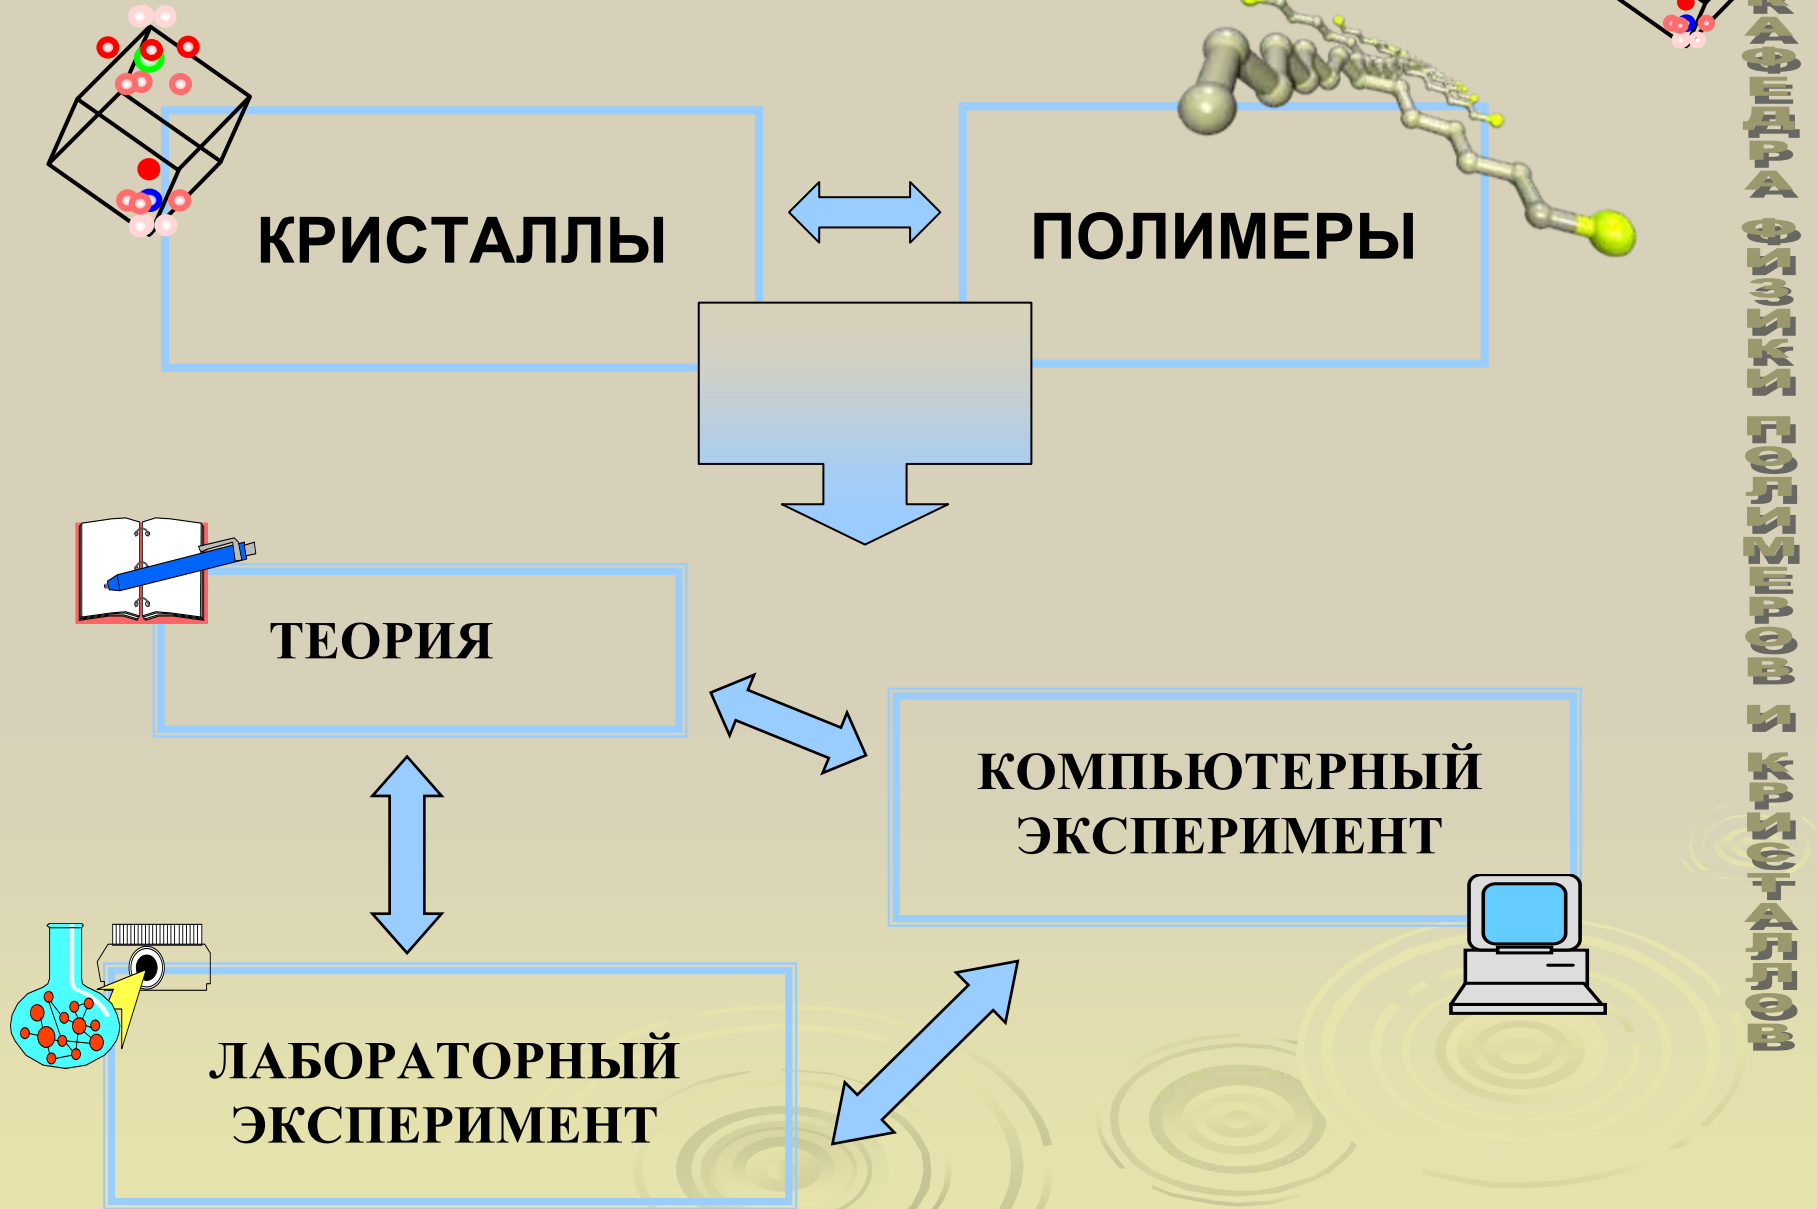 КРИСТАЛЛЫ
ПОЛИМЕРЫ
ТЕОРИЯ
КОМПЬЮТЕРНЫЙ
ЭКСПЕРИМЕНТ
ЛАБОРАТОРНЫЙ
ЭКСПЕРИМЕНТ
КАФЕДРА ФИЗИКИ ПОЛИМЕРОВ И КРИСТАЛЛОВ